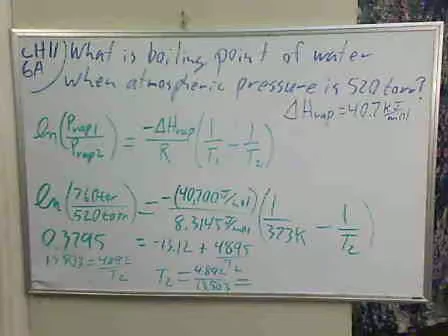 CH11 What is boiling point of water
6A when atmospheric pressure is 520 torr?
ΔHvap = 40.7 kJ/mol
ln(Pvap1/Pvap2) = -ΔHvap/R (1/T1 - 1/T2)
ln(760torr/520torr) = -(40,700 J/mol)/8.3145 J/mol (1/373K - 1/T2)
0.3795 = -13.12 + 4895/T2
13.503 = 4892/T2 T2 = 4892/13.503 =